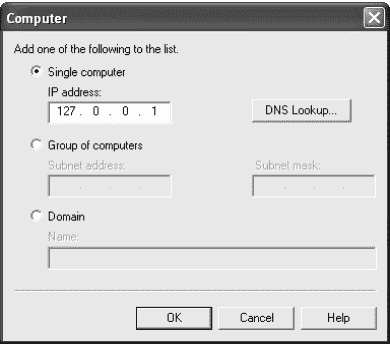 Computer
Add one of the following to the list.
Single computer
IP address:
127 . 0 . 0 . 1
DNS Lookup...
Group of computers
Subnet address:
Subnet mask:
. . .
. . .
Domain
Name:
OK
Cancel
Help